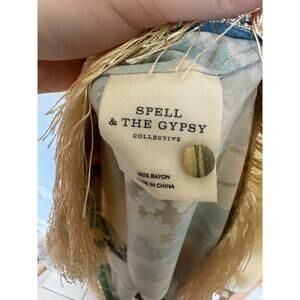 SPELL
& THE GYPSY
COLLECTIVE
100% RAYON
MADE IN CHINA